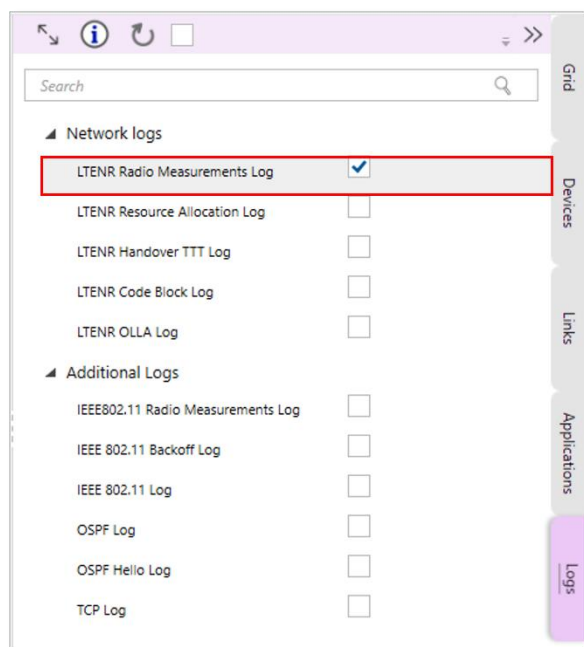 Search
Network logs
LTENR Radio Measurements Log
LTENR Resource Allocation Log
LTENR Handover TTT Log
LTENR Code Block Log
LTENR OLLA Log
Additional Logs
IEEE802.11 Radio Measurements Log
IEEE 802.11 Backoff Log
IEEE 802.11 Log
OSPF Log
OSPF Hello Log
TCP Log
Grid
Devices
Links
Applications
Logs